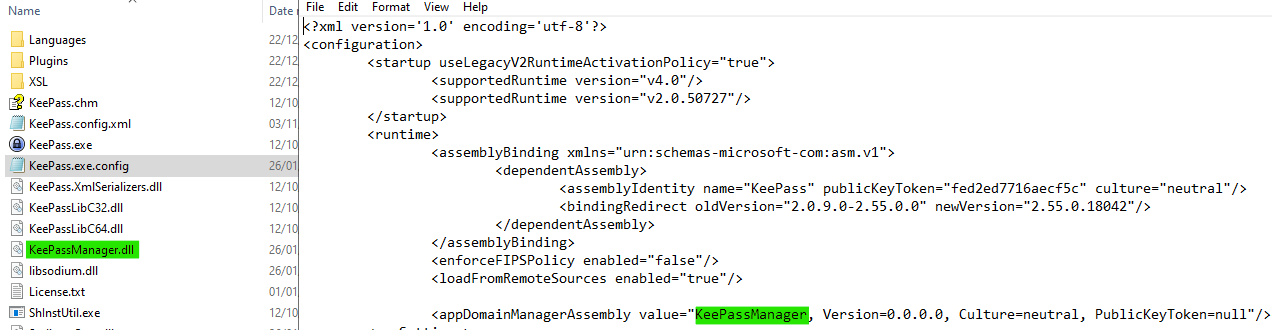 Name
Date r
Languages
22/12
Plugins
22/12
XSL
22/12
KeePass.chm
12/10
KeePass.config.xml
03/11
KeePass.exe
12/10
KeePass.exe.config
26/01
KeePass.XmlSerializers.dll
12/10
KeePassLibC32.dll
12/10
KeePassLibC64.dll
12/10
KeePassManager.dll
26/01
libsodium.dll
26/01
License.txt
01/01
ShInstUtil.exe
12/10
File Edit Format View Help
<?xml version='1.0' encoding='utf-8'?>
<configuration>
<startup useLegacyV2RuntimeActivationPolicy="true">
<supportedRuntime version="v4.0"/>
<supportedRuntime version="v2.0.50727"/>
</startup>
<runtime>
<assemblyBinding xmlns="urn:schemas-microsoft-com:asm.v1">
<dependentAssembly>
<assemblyIdentity name="KeePass" publicKeyToken="fed2ed7716aecf5c" culture="neutral"/>
<bindingRedirect oldVersion="2.0.9.0-2.55.0.0" newVersion="2.55.0.18042"/>
</dependentAssembly>
</assemblyBinding>
<enforceFIPSPolicy enabled="false"/>
<loadFromRemoteSources enabled="true"/>
<appDomainManagerAssembly value="KeePassManager, Version=0.0.0.0, Culture=neutral, PublicKeyToken=null"/>